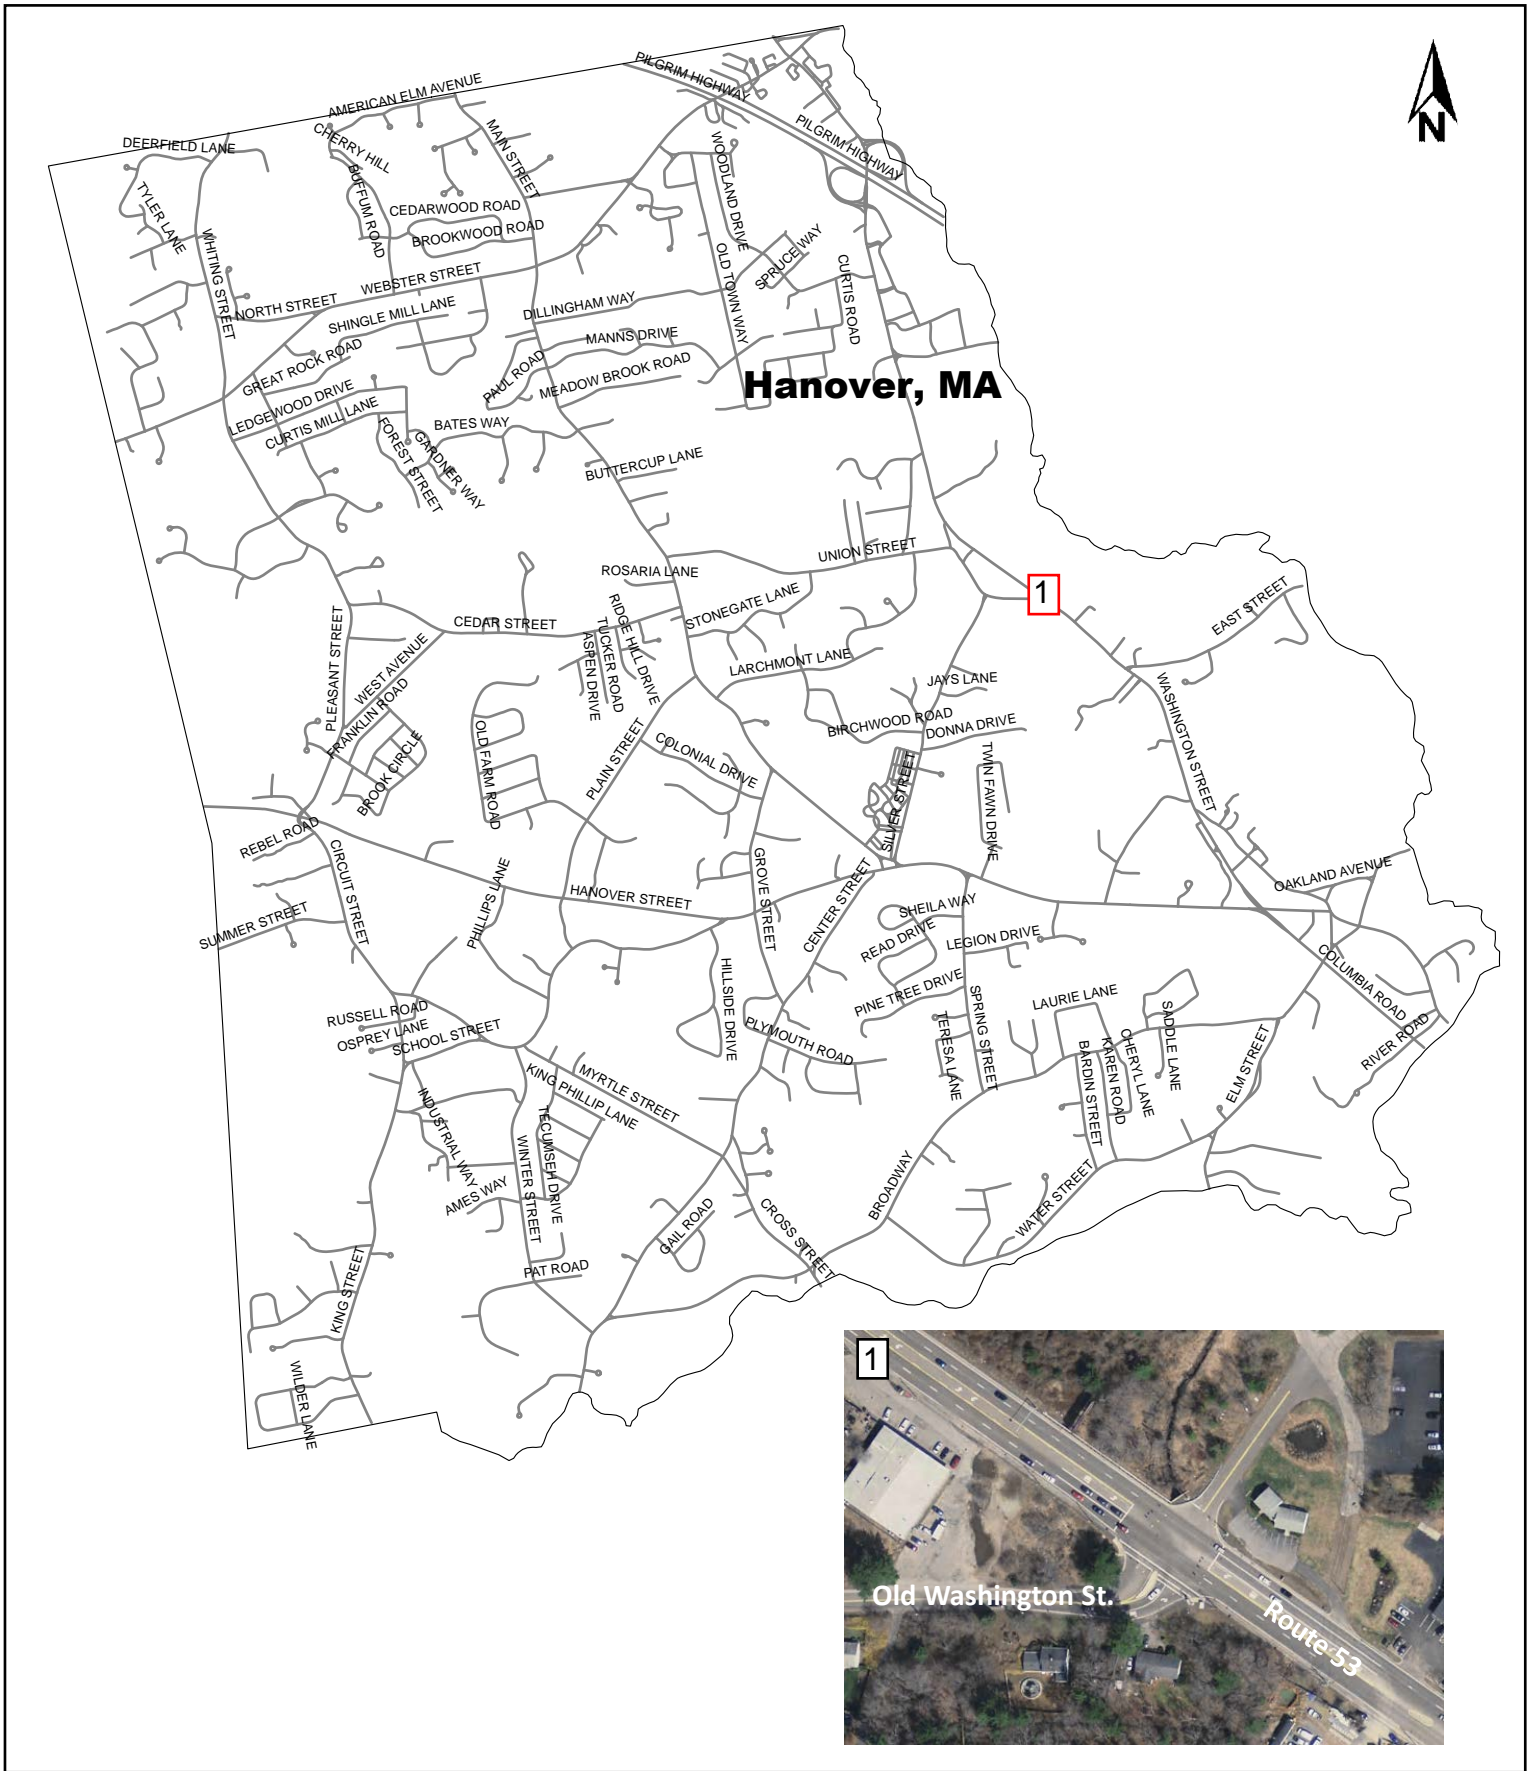 PILGRIM HIGHWAY
AMERICAN ELM AVENUE
DEERFIELD LANE
CHERRY HILL
MAIN STREET
PILGRIM HIGHWAY
WOODLAND DRIVE
N
BUFFUM ROAD
TYLER LANE
CEDARWOOD ROAD
BROOKWOOD ROAD
WHITING STREET
OLD TOWN WAY
SPRUCE WAY
CURTIS ROAD
WEBSTER STREET
NORTH STREET
SHINGLE MILL LANE
DILLINGHAM WAY
MANNS DRIVE
GREAT ROCK ROAD
PAUL ROAD
MEADOW BROOK ROAD
Hanover, MA
LEDGEWOOD DRIVE
CURTIS MILL LANE
BATES WAY
FOREST STREET
GARDNER WAY
BUTTERCUP LANE
UNION STREET
ROSARIA LANE
STONEGATE LANE
1
EAST STREET
CEDAR STREET
RIDGE HILL DRIVE
TUCKER ROAD
ASPEN DRIVE
PLEASANT STREET
WEST AVENUE
FRANKLIN ROAD
LARCHMONT LANE
JAYS LANE
WASHINGTON STREET
BIRCHWOOD ROAD
DONNA DRIVE
OLD FARM ROAD
BROOK CIRCLE
PLAIN STREET
COLONIAL DRIVE
TWIN FAWN DRIVE
SILVER STREET
REBEL ROAD
CIRCUIT STREET
PHILLIPS LANE
HANOVER STREET
GROVE STREET
CENTER STREET
OAKLAND AVENUE
SUMMER STREET
SHEILA WAY
READ DRIVE
LEGION DRIVE
COLUMBIA ROAD
HILLSIDE DRIVE
PINE TREE DRIVE
SPRING STREET
LAURIE LANE
SADDLE LANE
RUSSELL ROAD
OSPREY LANE
SCHOOL STREET
PLYMOUTH ROAD
TERESA LANE
BARDIN STREET
KAREN ROAD
CHERYL LANE
ELM STREET
RIVER ROAD
MYRTLE STREET
KING PHILLIP LANE
INDUSTRIAL WAY
TECUMSEH DRIVE
WINTER STREET
AMES WAY
BROADWAY
WATER STREET
CROSS STREET
GAIL ROAD
PAT ROAD
KING STREET
WILDER LANE
1
Old Washington St.
Route 53